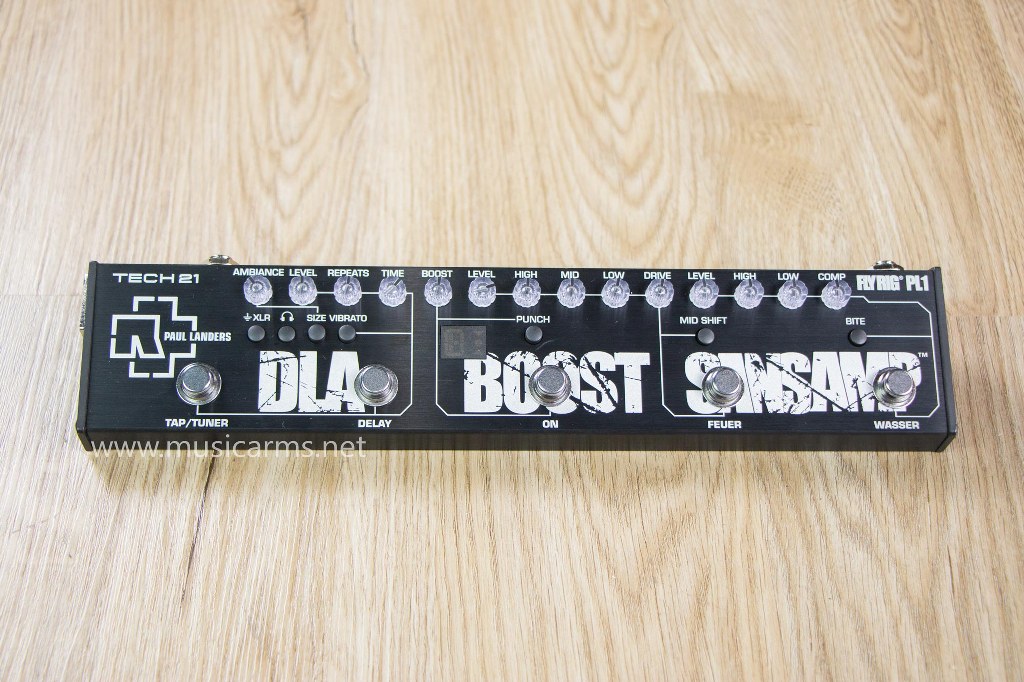 TECH 21
AMBIANCE LEVEL REPEATS TIME BOOST LEVEL HIGH MID LOW DRIVE LEVEL HIGH LOW COMP
FLY RIG® PL1
R PAUL LANDERS
XLR SIZE VIBRATO PUNCH MID SHIFT BITE
DLA BOOST SANSAMP™
TAP/TUNER DELAY ON FEUER WASSER
www.musicarms.net